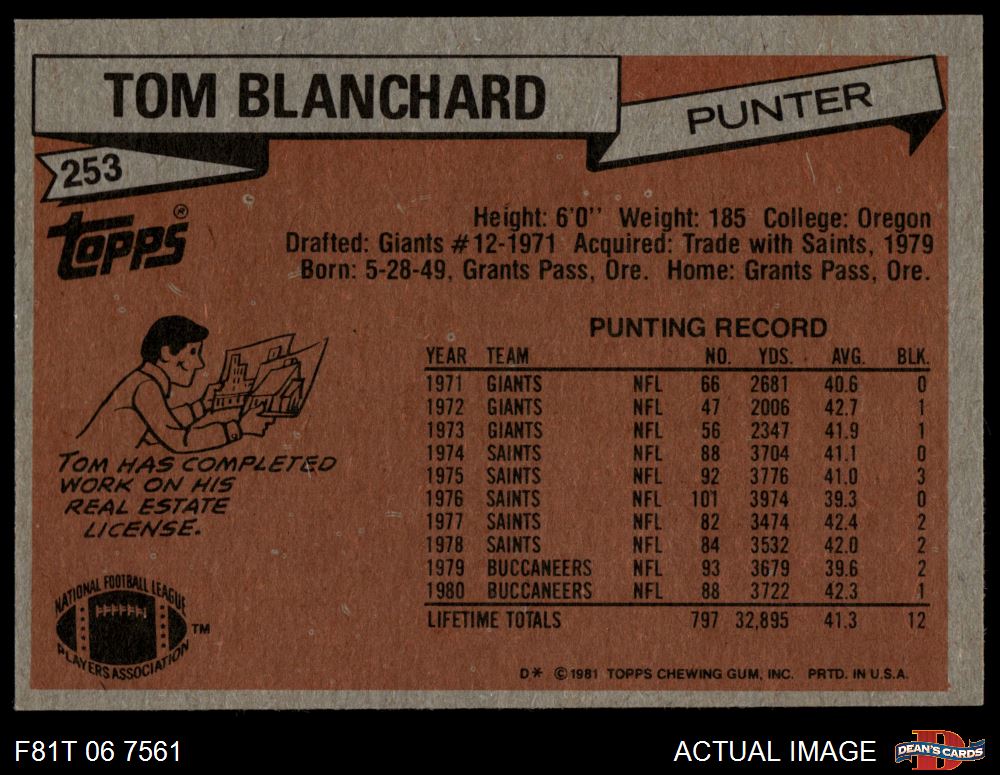 TOM BLANCHARD
PUNTER
253
Topps®
Height: 6'0'' Weight: 185 College: Oregon
Drafted: Giants #12-1971 Acquired: Trade with Saints, 1979
Born: 5-28-49, Grants Pass, Ore. Home: Grants Pass, Ore.
PUNTING RECORD
YEAR TEAM NO. YDS. AVG. BLK.
1971 GIANTS NFL 66 2681 40.6 0
1972 GIANTS NFL 47 2006 42.7 1
1973 GIANTS NFL 56 2347 41.9 1
1974 SAINTS NFL 88 3704 41.1 0
1975 SAINTS NFL 92 3776 41.0 3
1976 SAINTS NFL 101 3974 39.3 0
1977 SAINTS NFL 82 3474 42.4 2
1978 SAINTS NFL 84 3532 42.0 2
1979 BUCCANEERS NFL 93 3679 39.6 2
1980 BUCCANEERS NFL 88 3722 42.3 1
LIFETIME TOTALS 797 32,895 41.3 12
TOM HAS COMPLETED
WORK ON HIS
REAL ESTATE
LICENSE.
NATIONAL FOOTBALL LEAGUE
PLAYERS ASSOCIATION
TM
D* © 1981 TOPPS CHEWING GUM, INC. PRTD. IN U.S.A.
F81T 06 7561
ACTUAL IMAGE
D
DEAN'S CARDS